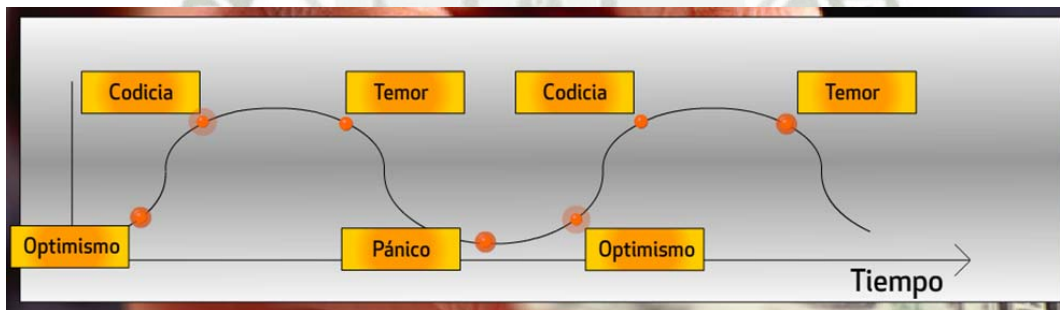 Codicia
Temor
Codicia
Temor
Optimismo
Pánico
Optimismo
Tiempo